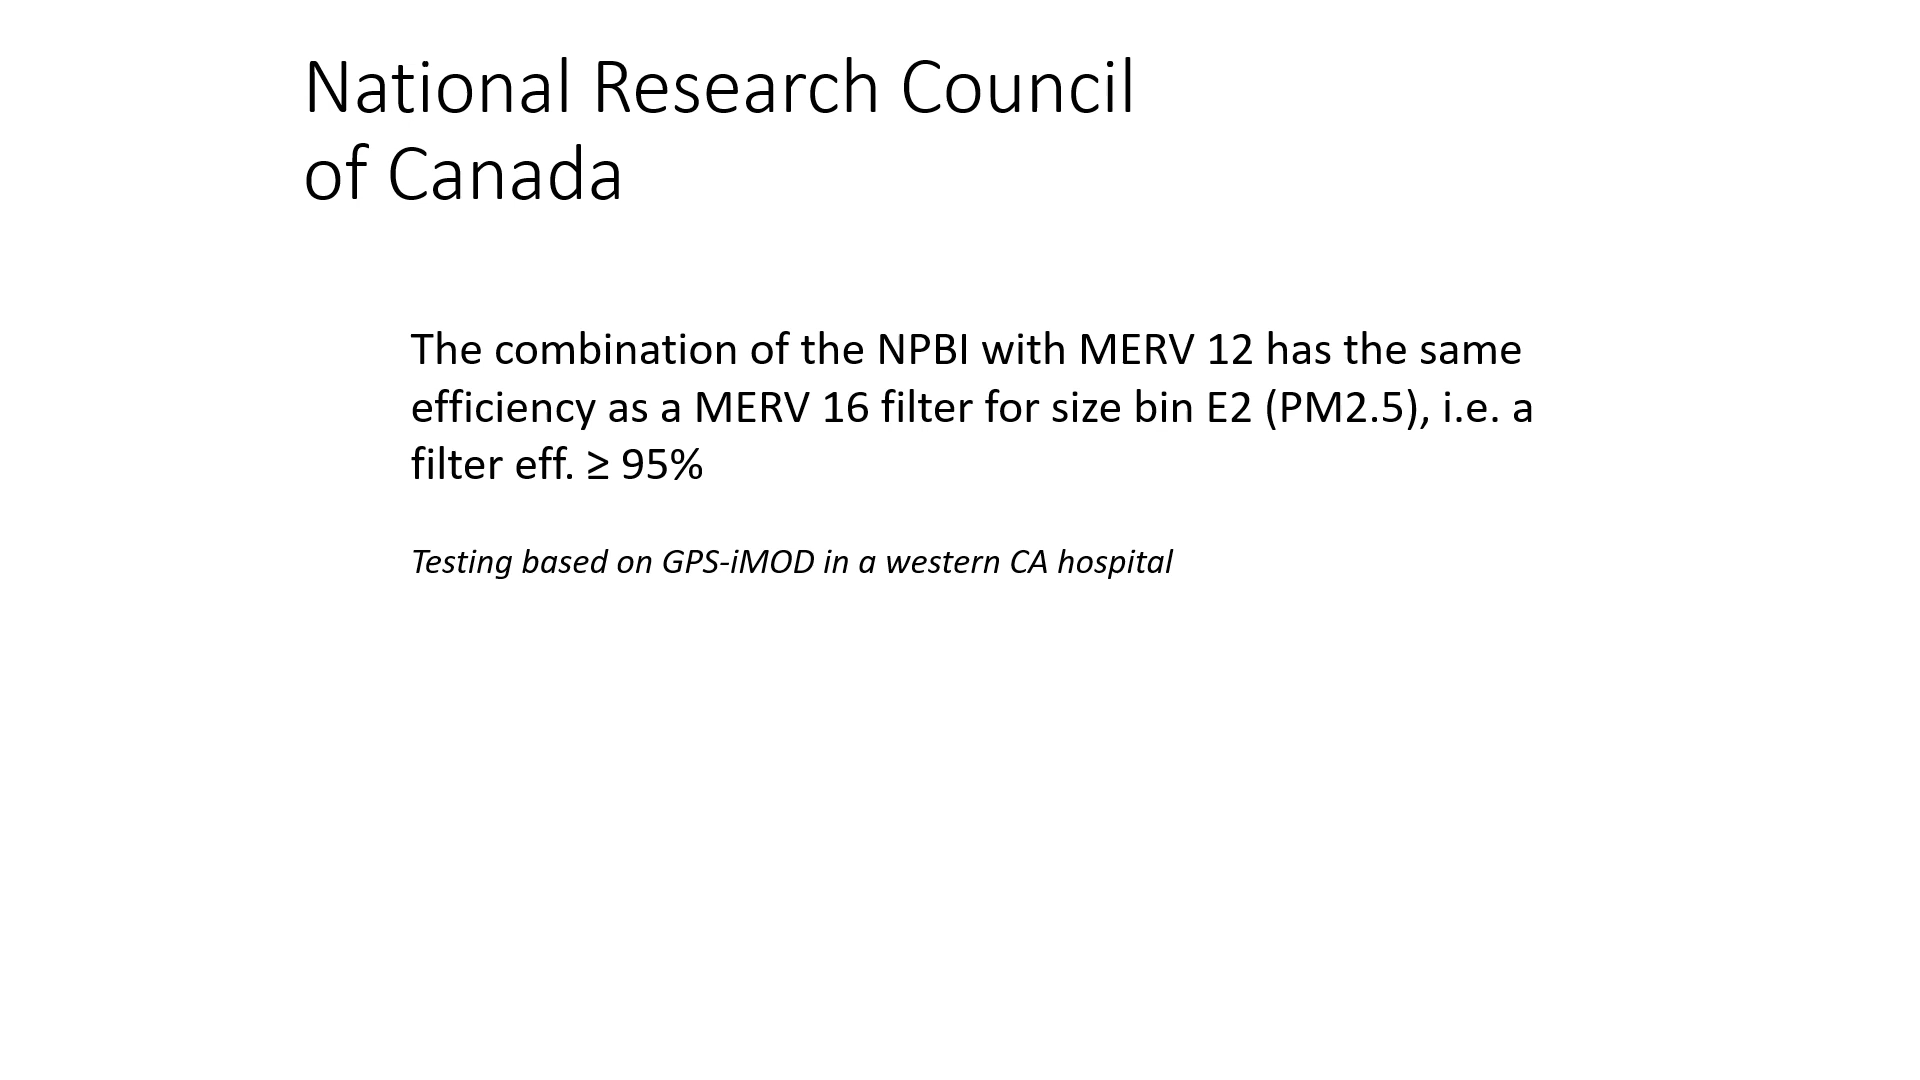 National Research Council
of Canada
The combination of the NPBI with MERV 12 has the same
efficiency as a MERV 16 filter for size bin E2 (PM2.5), i.e. a
filter eff. ≥ 95%
Testing based on GPS-iMOD in a western CA hospital